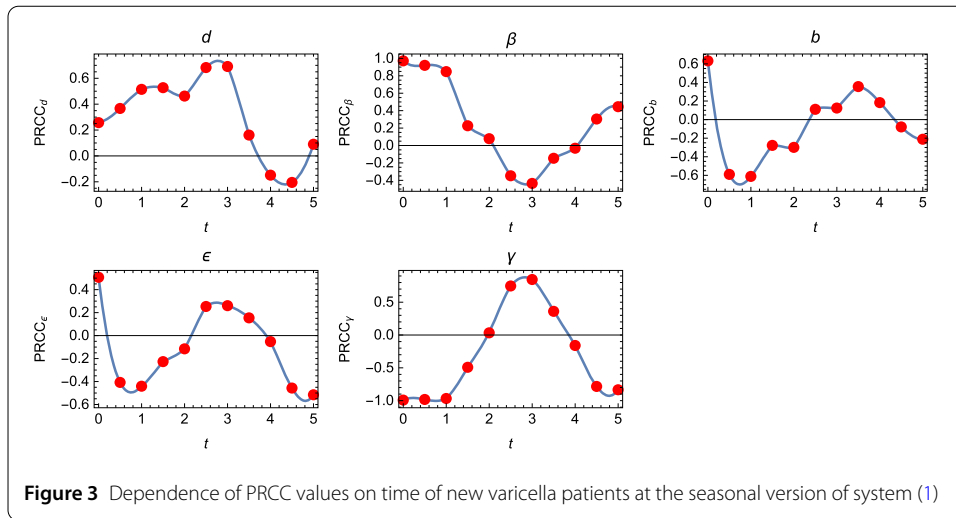 d
β
b
PRCC_d
0.6
0.4
0.2
0.0
−0.2
0 1 2 3 4 5
t
PRCC_β
1.0
0.8
0.6
0.4
0.2
0.0
−0.2
−0.4
0 1 2 3 4 5
t
PRCC_b
0.6
0.4
0.2
0.0
−0.2
−0.4
−0.6
0 1 2 3 4 5
t
ϵ
γ
PRCC_ϵ
0.4
0.2
0.0
−0.2
−0.4
−0.6
0 1 2 3 4 5
t
PRCC_γ
0.5
0.0
−0.5
−1.0
0 1 2 3 4 5
t
Figure 3 Dependence of PRCC values on time of new varicella patients at the seasonal version of system (1)